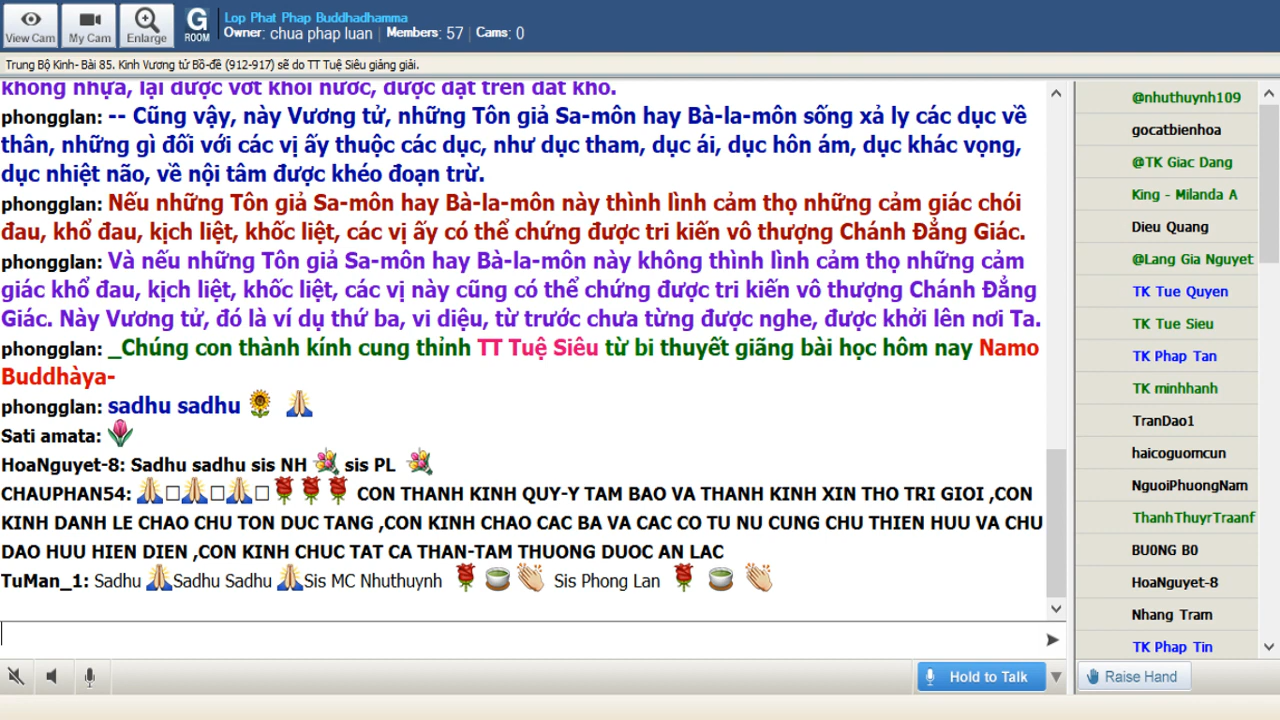 Lop Phat Phap Buddhadhamma
View Cam
My Cam
Enlarge
G
ROOM
Owner: chua phap luan | Members: 57 | Cams: 0
Trung Bộ Kinh- Bài 85. Kinh Vương tử Bồ-đề (912-917) sẽ do TT Tuệ Siêu giảng giải.
không nhựa, lại được vớt khỏi nước, được đặt trên đất khô.
phongglan: -- Cũng vậy, này Vương tử, những Tôn giả Sa-môn hay Bà-la-môn sống xả ly các dục về
thân, những gì đối với các vị ấy thuộc các dục, như dục tham, dục ái, dục hôn ám, dục khác vọng,
dục nhiệt não, về nội tâm được khéo đoạn trừ.
phongglan: Nếu những Tôn giả Sa-môn hay Bà-la-môn này thình lình cảm thọ những cảm giác chói
đau, khổ đau, kịch liệt, khốc liệt, các vị ấy có thể chứng được tri kiến vô thượng Chánh Đẳng Giác.
phongglan: Và nếu những Tôn giả Sa-môn hay Bà-la-môn này không thình lình cảm thọ những cảm
giác khổ đau, kịch liệt, khốc liệt, các vị này cũng có thể chứng được tri kiến vô thượng Chánh Đẳng
Giác. Này Vương tử, đó là ví dụ thứ ba, vi diệu, từ trước chưa từng được nghe, được khởi lên nơi Ta.
phongglan: _Chúng con thành kính cung thỉnh TT Tuệ Siêu từ bi thuyết giãng bài học hôm nay Namo
Buddhàya-
phongglan: sadhu sadhu 🌻 🙏
Sati amata: 🌷
HoaNguyet-8: Sadhu sadhu sis NH 💐 sis PL 💐
CHAUPHAN54: 🙏□🙏□🙏□🌹🌹🌹 CON THANH KINH QUY-Y TAM BAO VA THANH KINH XIN THO TRI GIOI ,CON
KINH DANH LE CHAO CHU TON DUC TANG ,CON KINH CHAO CAC BA VA CAC CO TU NU CUNG CHU THIEN HUU VA CHU
DAO HUU HIEN DIEN ,CON KINH CHUC TAT CA THAN-TAM THUONG DUOC AN LAC
TuMan_1: Sadhu 🙏Sadhu Sadhu 🙏Sis MC Nhuthuynh 🌹 🍵 👏 Sis Phong Lan 🌹 🍵 👏
Hold to Talk
@nhuthuynh109
gocatbienhoa
@TK Giac Dang
King - Milanda A
Dieu Quang
@Lang Gia Nguyet
TK Tue Quyen
TK Tue Sieu
TK Phap Tan
TK minhhanh
TranDao1
haicoguomcun
NguoiPhuongNam
ThanhThuyrTraanf
BU0NG B0
HoaNguyet-8
Nhang Tram
TK Phap Tin
Raise Hand